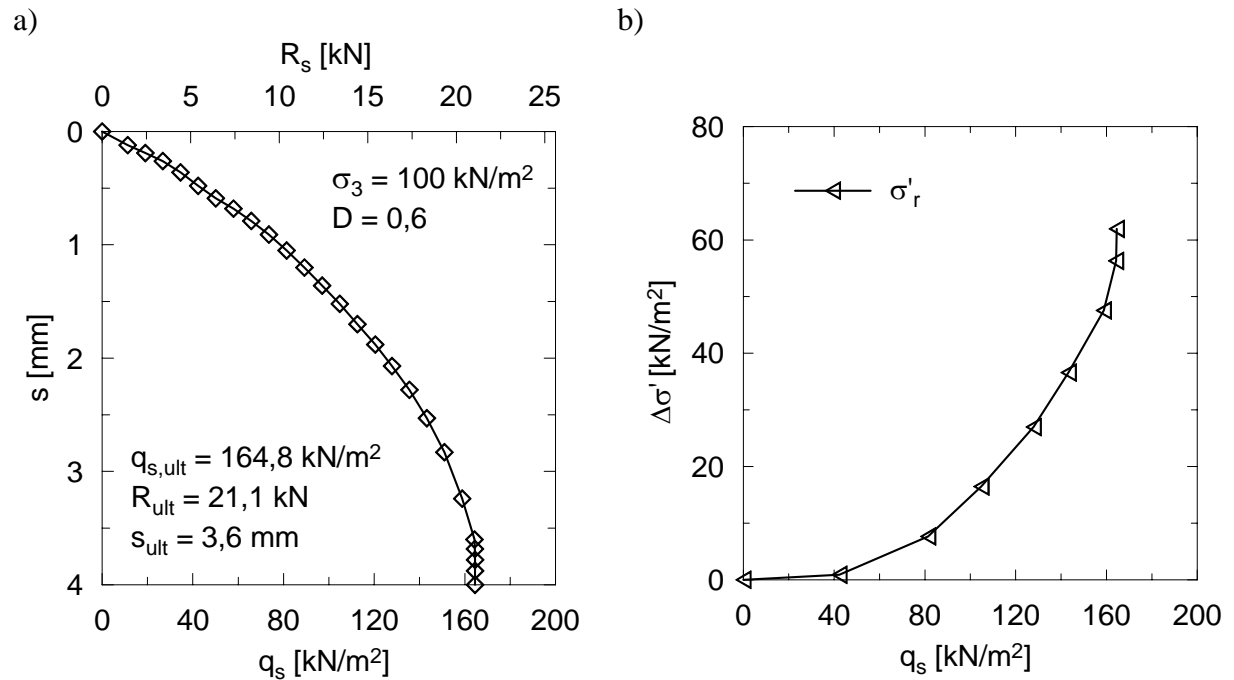 a)
R_s [kN]
0 5 10 15 20 25
0
1
2
3
4
s [mm]
σ_3 = 100 kN/m²
D = 0,6
q_s,ult = 164,8 kN/m²
R_ult = 21,1 kN
s_ult = 3,6 mm
0 40 80 120 160 200
q_s [kN/m²]
b)
80
60
40
20
0
Δσ' [kN/m²]
σ'_r
0 40 80 120 160 200
q_s [kN/m²]